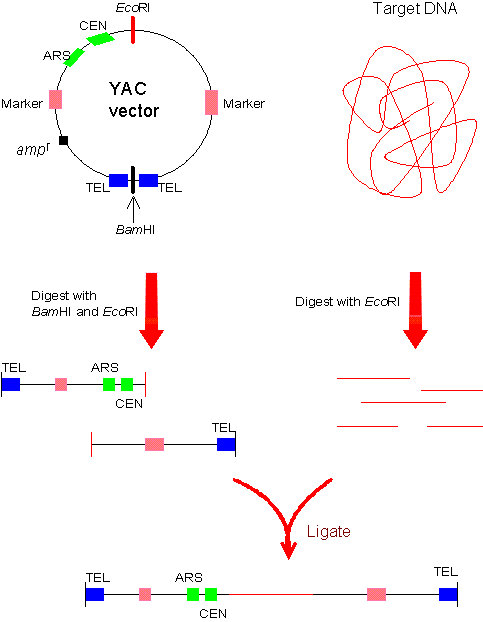 EcoRI
Target DNA
CEN
ARS
YAC
vector
Marker
Marker
ampʳ
TEL
TEL
BamHI
Digest with
BamHI and EcoRI
Digest with EcoRI
TEL
ARS
CEN
TEL
Ligate
TEL
ARS
TEL
CEN